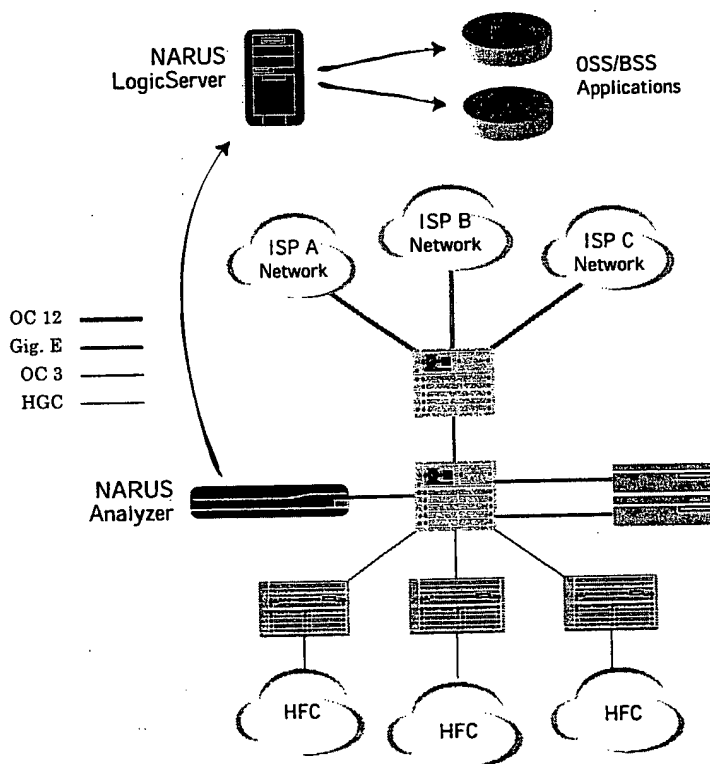 NARUS
LogicServer
OSS/BSS
Applications
ISP A
Network
ISP B
Network
ISP C
Network
OC 12
Gig. E
OC 3
HGC
NARUS
Analyzer
HFC
HFC
HFC